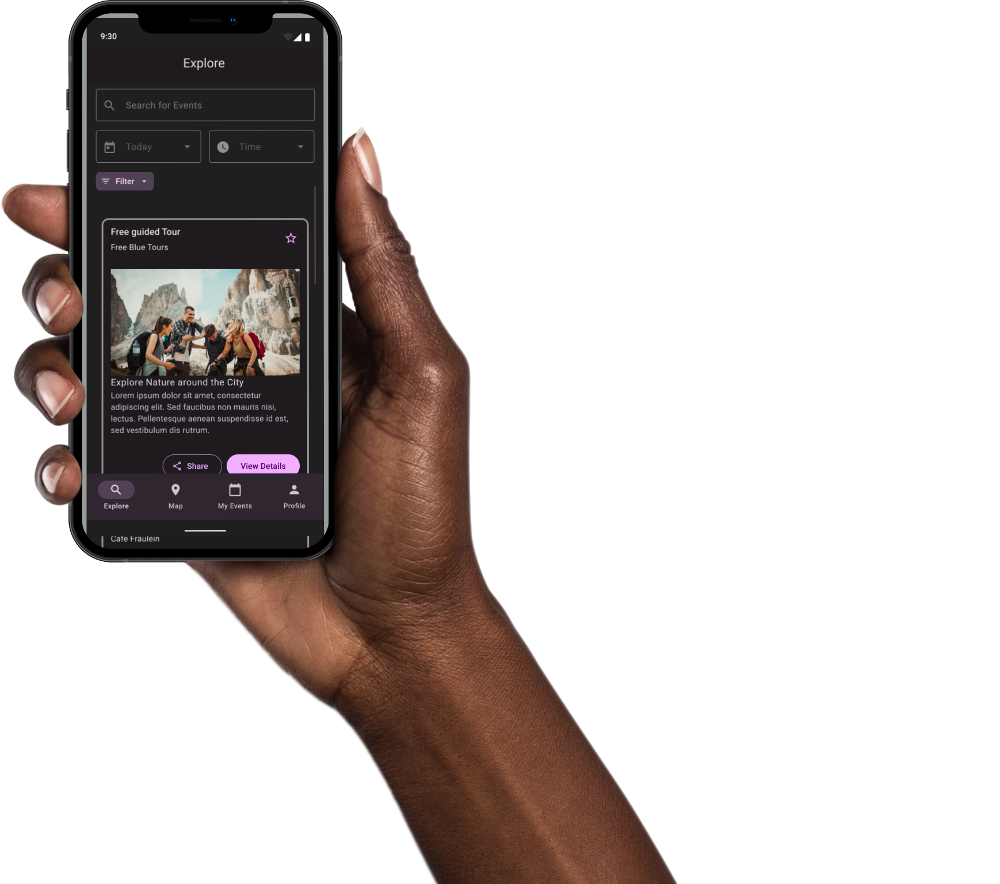 9:30
Explore
Search for Events
Today
Time
Filter
Free guided Tour
Free Blue Tours
Explore Nature around the City
Lorem ipsum dolor sit amet, consectetur
adipiscing elit. Sed faucibus non mauris nisi,
lectus. Pellentesque aenean suspendisse id est,
sed vestibulum dis rutrum.
Share
View Details
Explore
Map
My Events
Profile
Cafe Fraulein